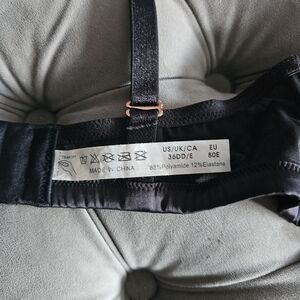 US/UK/CA EU
36DD/E 80E
MADE IN CHINA
88%Polyamide 12%Elastane